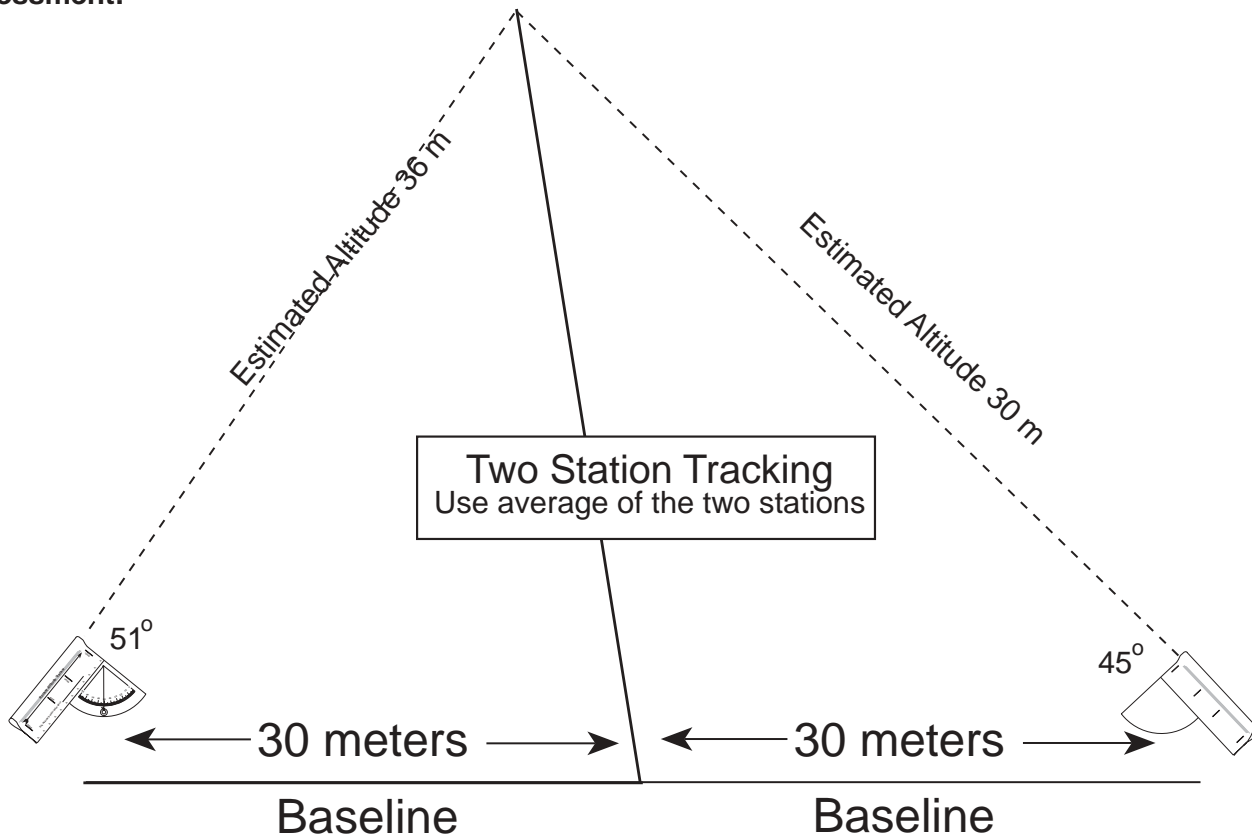 Estimated Altitude 36 m
Estimated Altitude 30 m
Two Station Tracking
Use average of the two stations
51°
45°
30 meters
30 meters
Baseline
Baseline